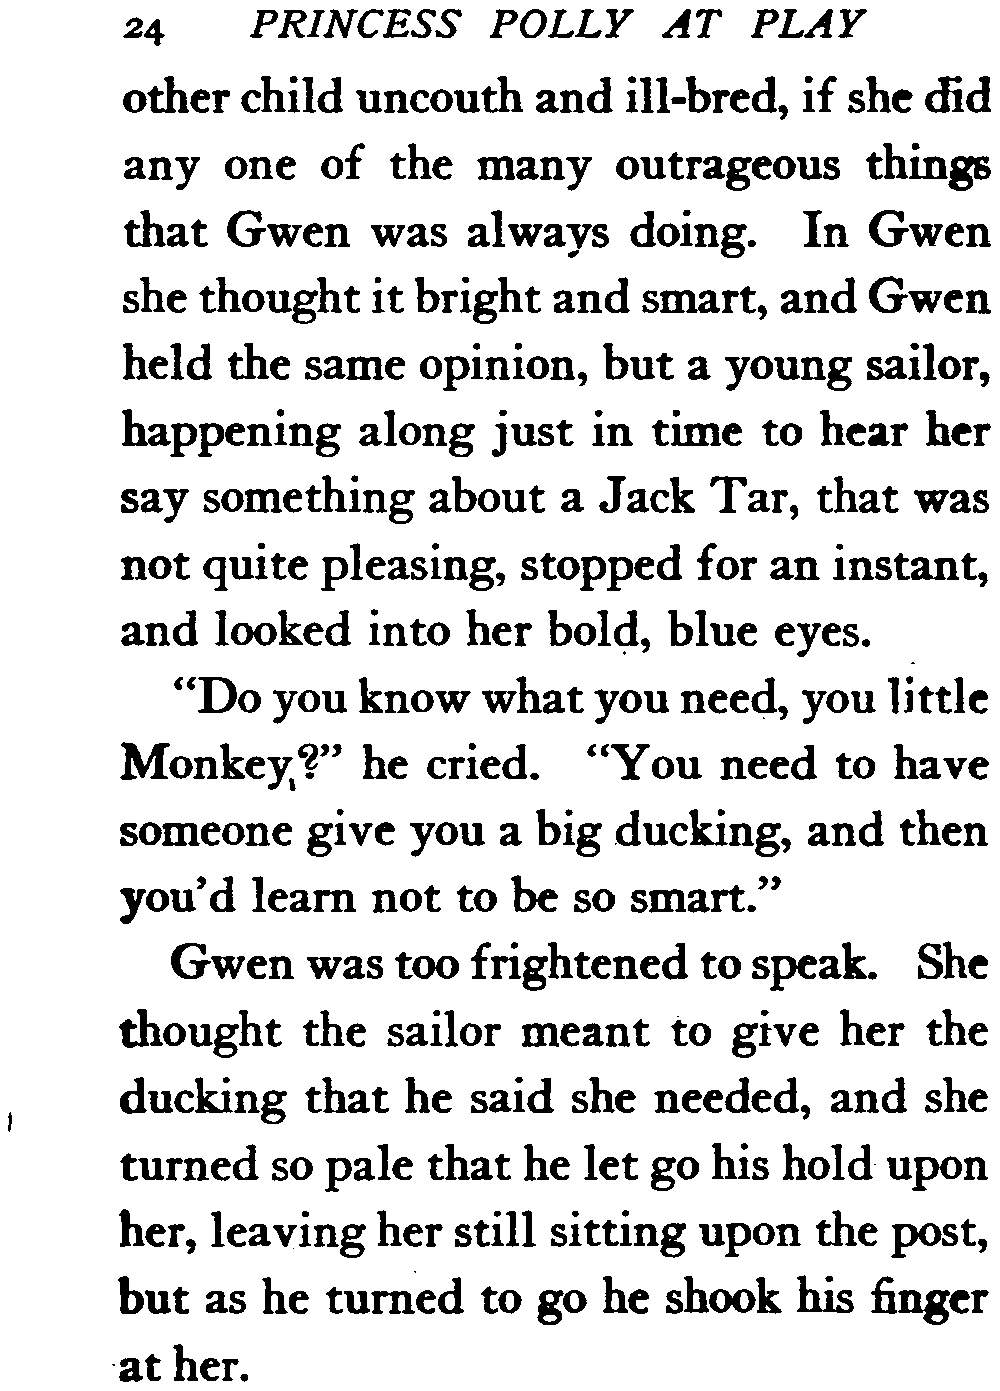 24 PRINCESS POLLY AT PLAY
other child uncouth and ill-bred, if she did
any one of the many outrageous things
that Gwen was always doing. In Gwen
she thought it bright and smart, and Gwen
held the same opinion, but a young sailor,
happening along just in time to hear her
say something about a Jack Tar, that was
not quite pleasing, stopped for an instant,
and looked into her bold, blue eyes.
“Do you know what you need, you little
Monkey?” he cried. “You need to have
someone give you a big ducking, and then
you’d learn not to be so smart.”
Gwen was too frightened to speak. She
thought the sailor meant to give her the
ducking that he said she needed, and she
turned so pale that he let go his hold upon
her, leaving her still sitting upon the post,
but as he turned to go he shook his finger
at her.